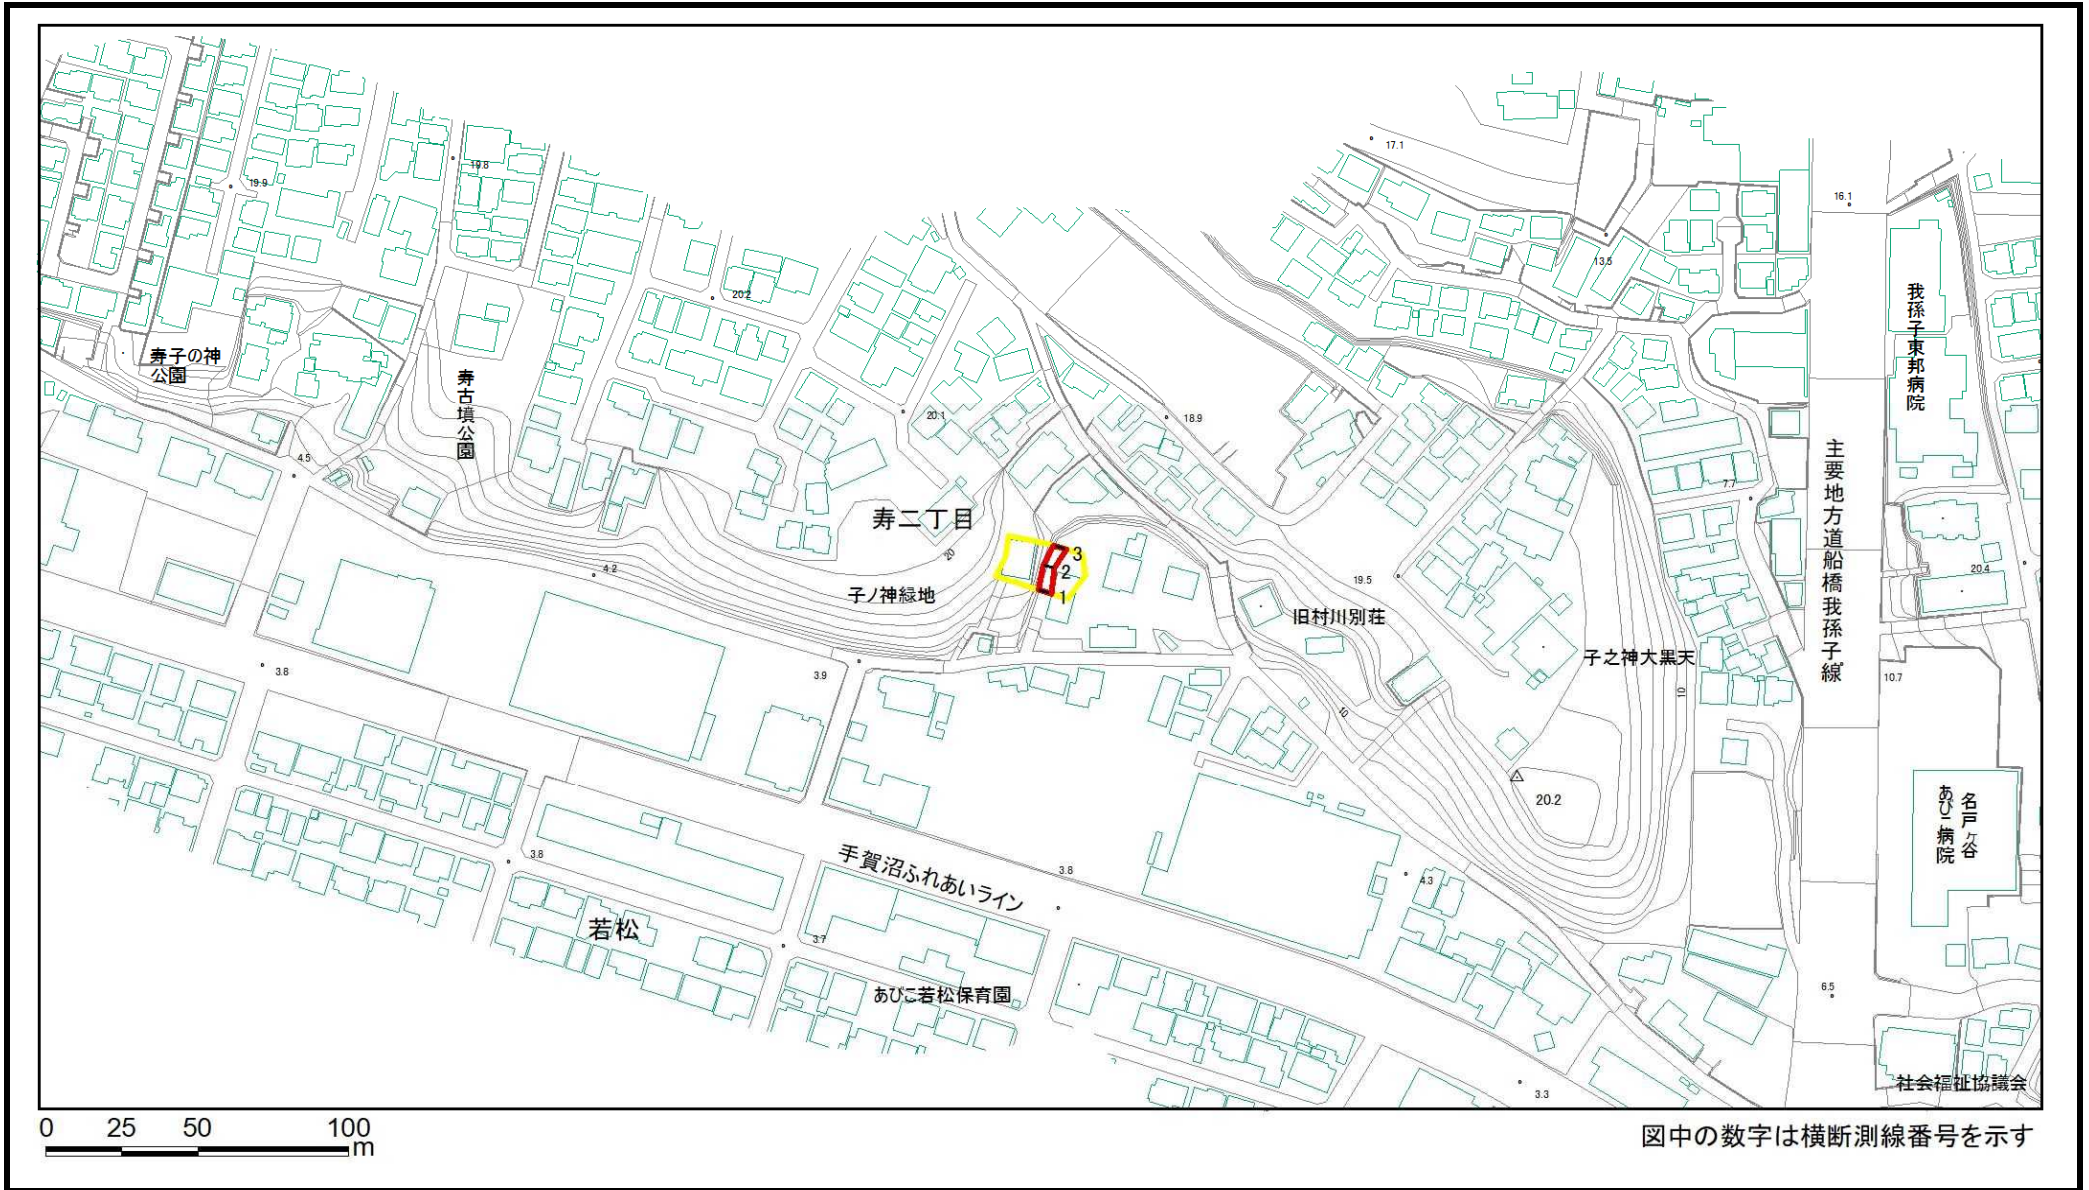 17.1
16.1
19.8
19.9
13.5
20.2
我孫子東邦病院
寿子の神
公園
寿古墳公園
20.1
18.9
主要地方道船橋我孫子線
4.5
7.7
寿二丁目
20
3
2
1
4.2
子ノ神緑地
19.5
20.4
旧村川別荘
子之神大黒天
3.8
3.9
10
10
10.7
20.2
名戸ヶ谷
あびこ病院
3.8
手賀沼ふれあいライン
3.8
4.3
若松
3.7
あびこ若松保育園
6.5
3.3
社会福祉協議会
0 25 50 100
m
図中の数字は横断測線番号を示す